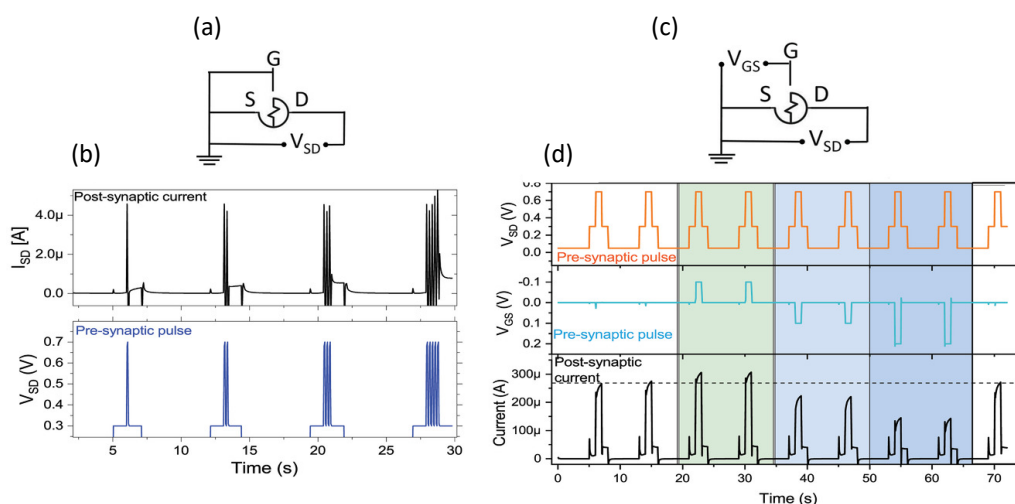 (a)
G
S D
V_SD
(b)
Post-synaptic current
4.0μ
2.0μ
0.0
I_SD [A]
Pre-synaptic pulse
0.7
0.6
0.5
0.4
0.3
V_SD (V)
5 10 15 20 25 30
Time (s)
(c)
V_GS G
S D
V_SD
(d)
0.8
0.6
0.4
0.2
0.0
V_SD (V)
Pre-synaptic pulse
-0.1
0.0
0.1
0.2
V_GS (V)
Pre-synaptic pulse
Post-synaptic
current
300μ
200μ
100μ
0
Current (A)
0 10 20 30 40 50 60 70
Time (s)